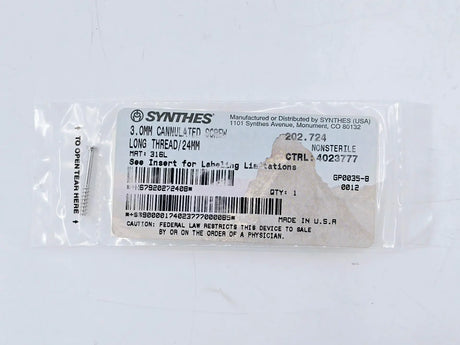 SYNTHES®
Manufactured or Distributed by SYNTHES (USA)
1101 Synthes Avenue, Monument, CO 80132
3.0MM CANNULATED SCREW
LONG THREAD/24MM
MAT: 316L
See Insert for Labeling Limitations
202.724
NONSTERILE
CTRL:4023777
GP0035-B
0012
QTY: 1
MADE IN U.S.A
CAUTION: FEDERAL LAW RESTRICTS THIS DEVICE TO SALE
BY OR ON THE ORDER OF A PHYSICIAN.
TO OPEN TEAR HERE